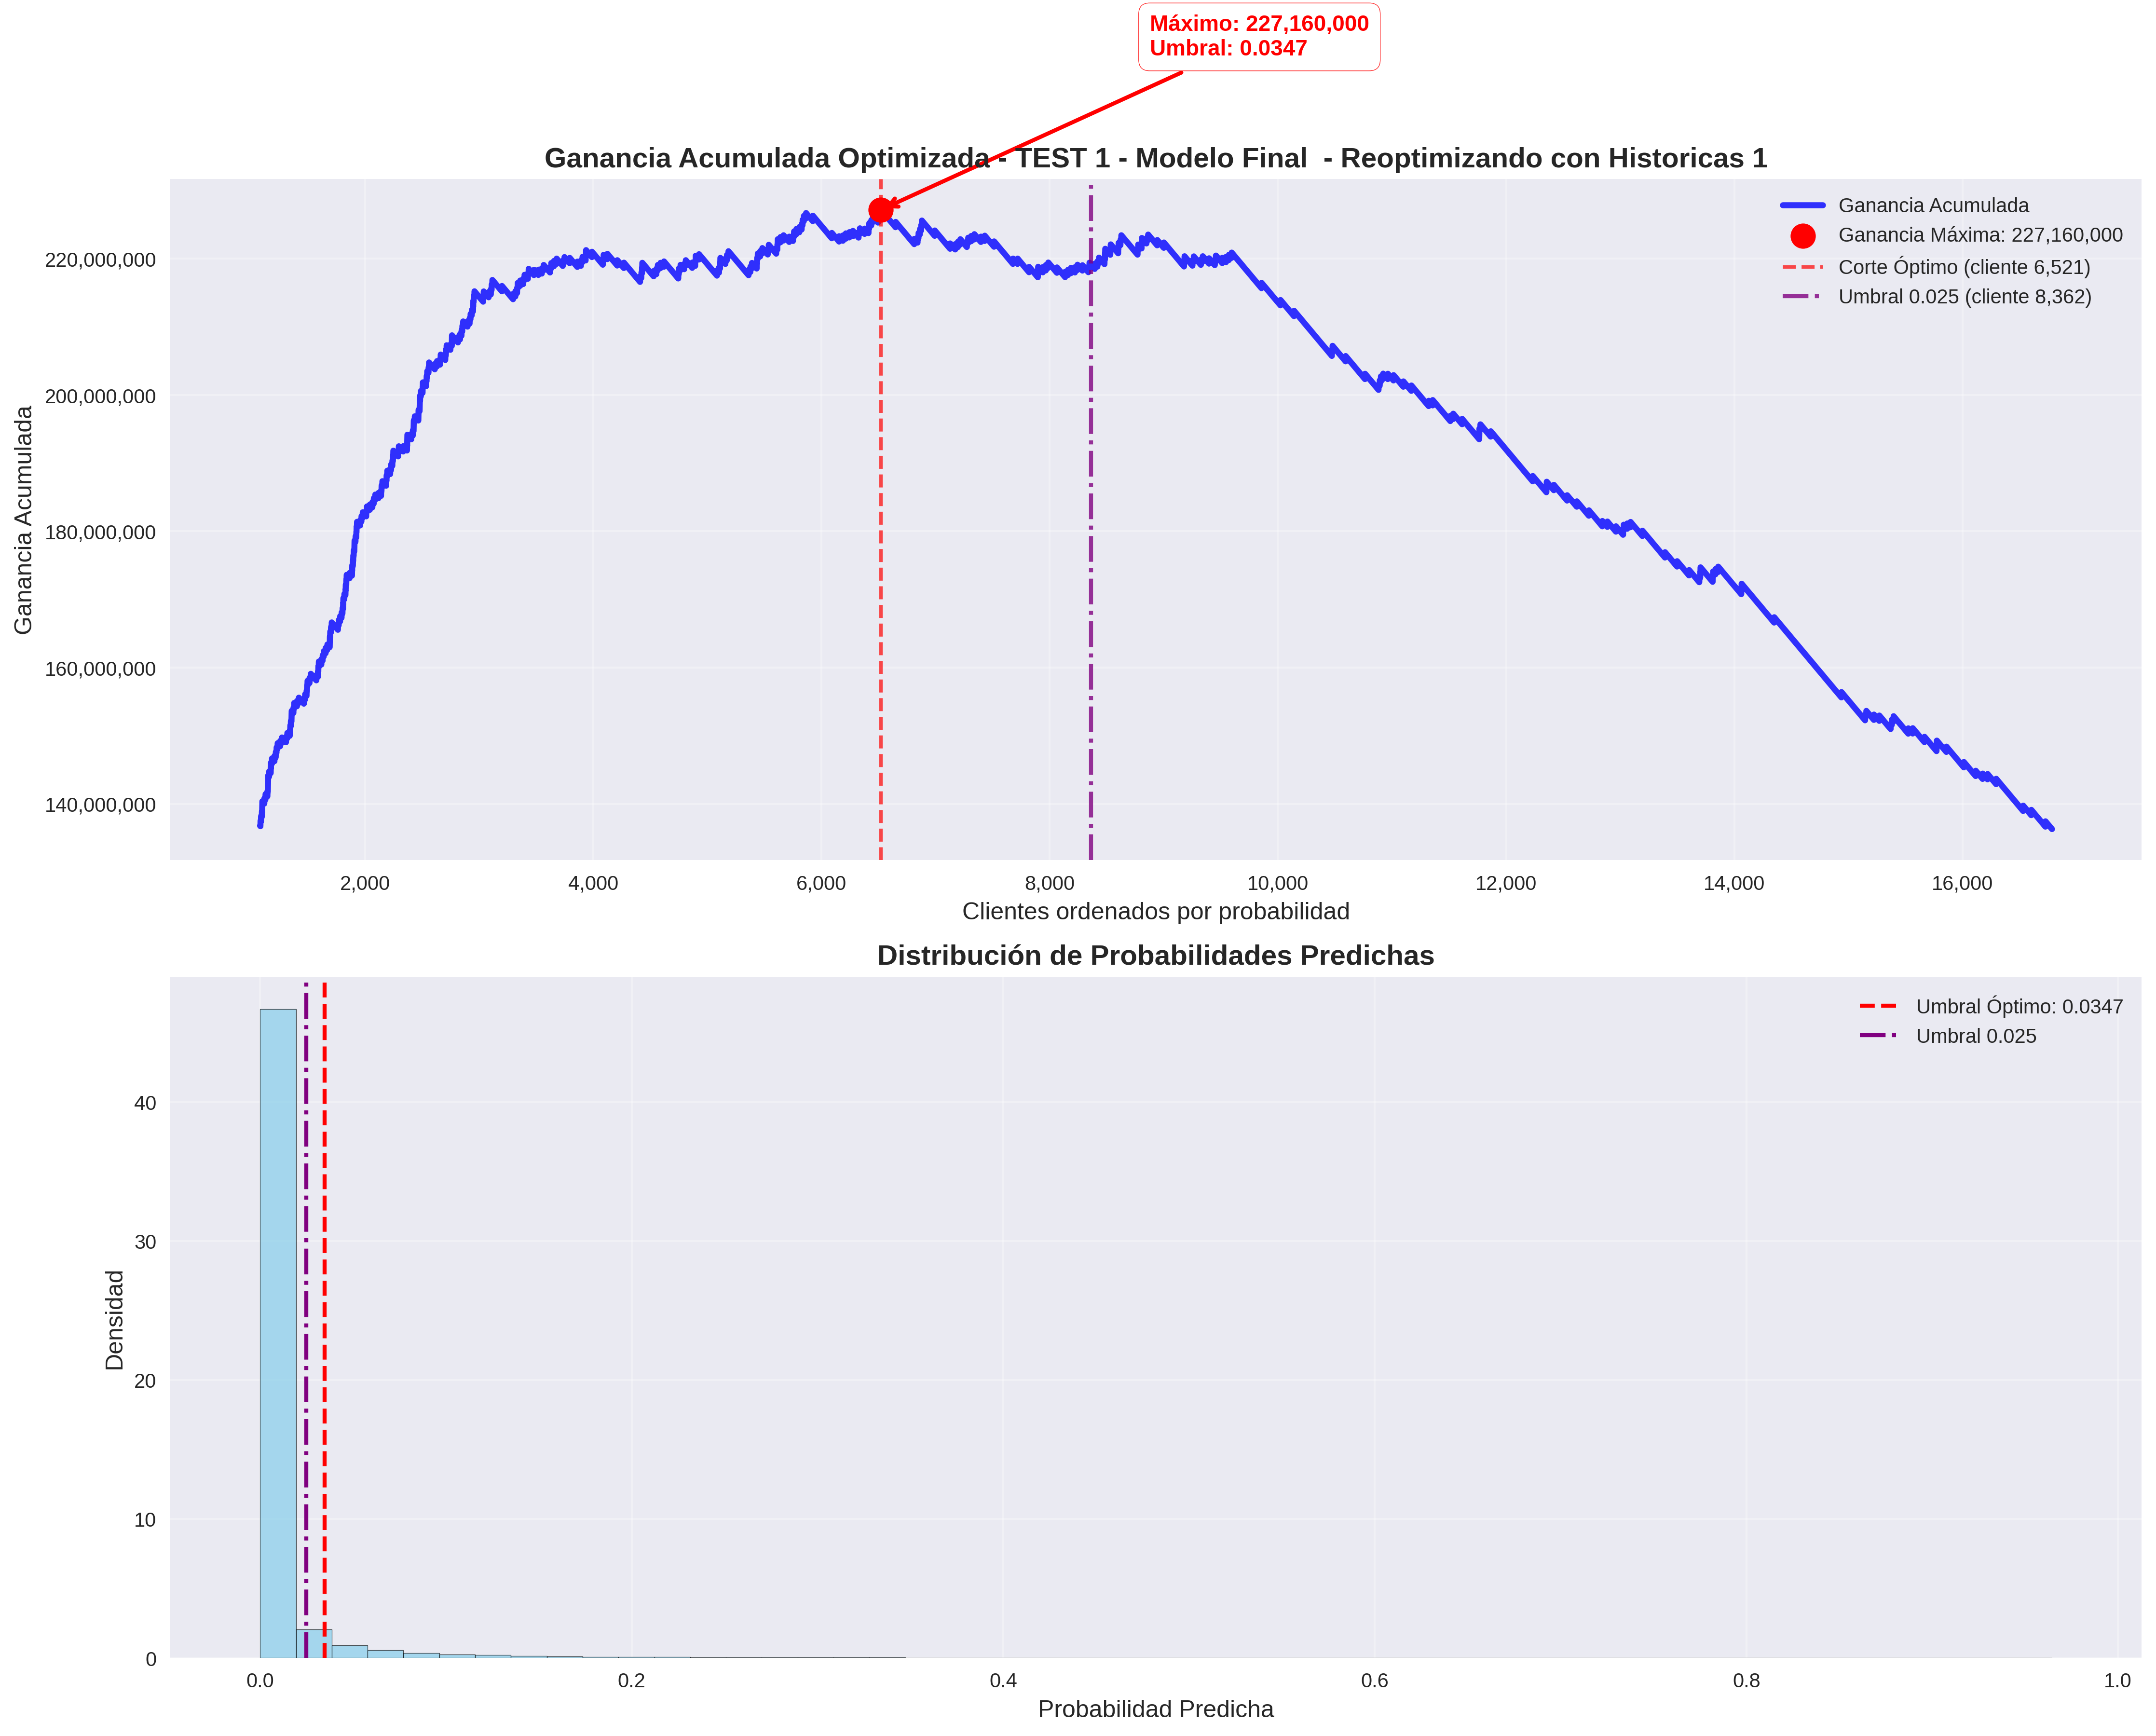 Máximo: 227,160,000
Umbral: 0.0347
Ganancia Acumulada Optimizada - TEST 1 - Modelo Final  - Reoptimizando con Historicas 1
Ganancia Acumulada
Ganancia Máxima: 227,160,000
Corte Óptimo (cliente 6,521)
Umbral 0.025 (cliente 8,362)
Ganancia Acumulada
220,000,000
200,000,000
180,000,000
160,000,000
140,000,000
2,000
4,000
6,000
8,000
10,000
12,000
14,000
16,000
Clientes ordenados por probabilidad
Distribución de Probabilidades Predichas
Umbral Óptimo: 0.0347
Umbral 0.025
Densidad
40
30
20
10
0
0.0
0.2
0.4
0.6
0.8
1.0
Probabilidad Predicha